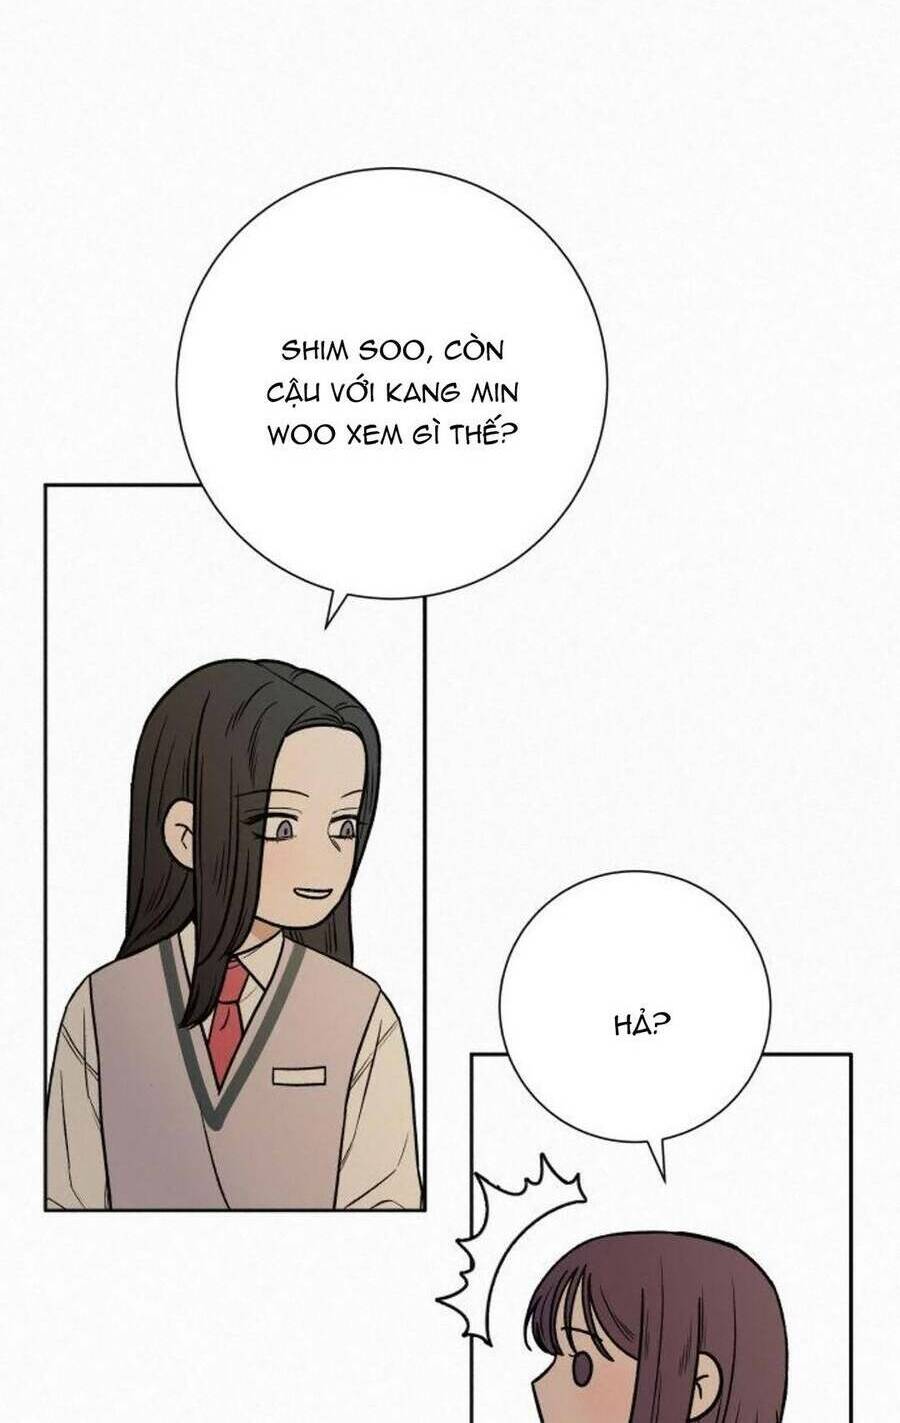 SHIM SOO, CÒN
CẬU VỚI KANG MIN
WOO XEM GÌ THẾ?
HẢ?